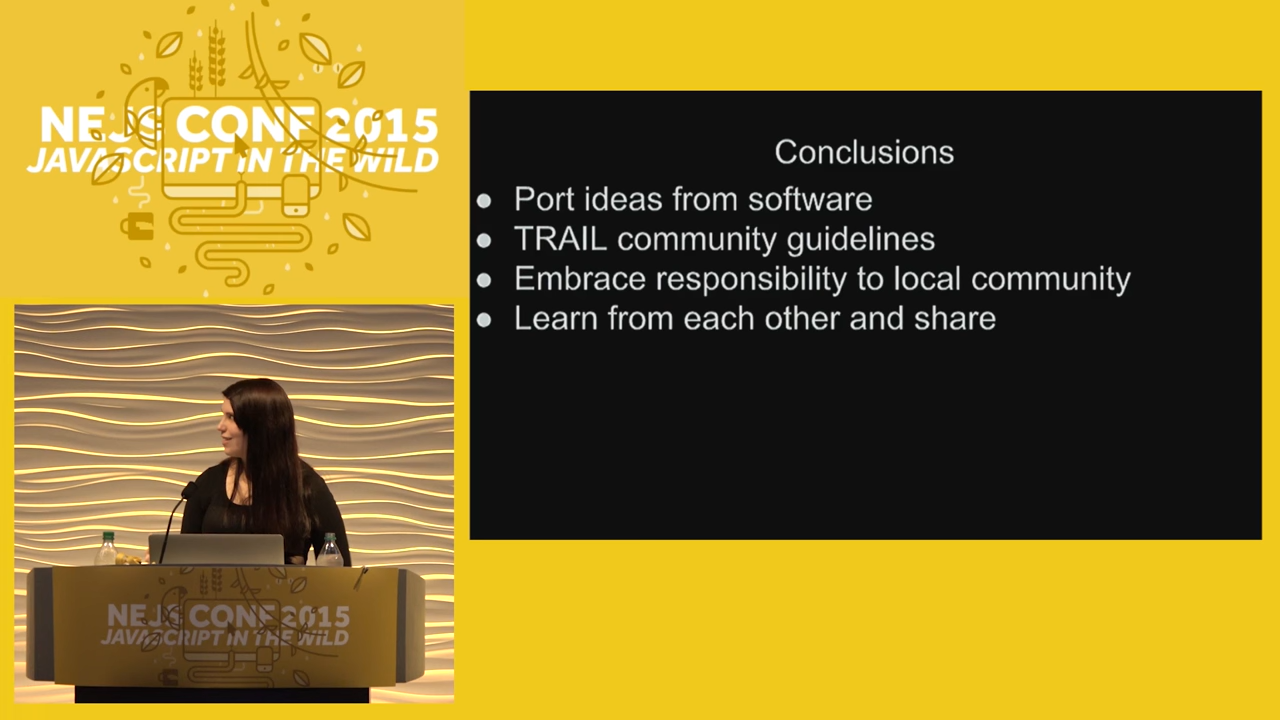 NEJS CONF 2015
JAVASCRIPT IN THE WILD
Conclusions
● Port ideas from software
● TRAIL community guidelines
● Embrace responsibility to local community
● Learn from each other and share
NEJS CONF 2015
JAVASCRIPT IN THE WILD